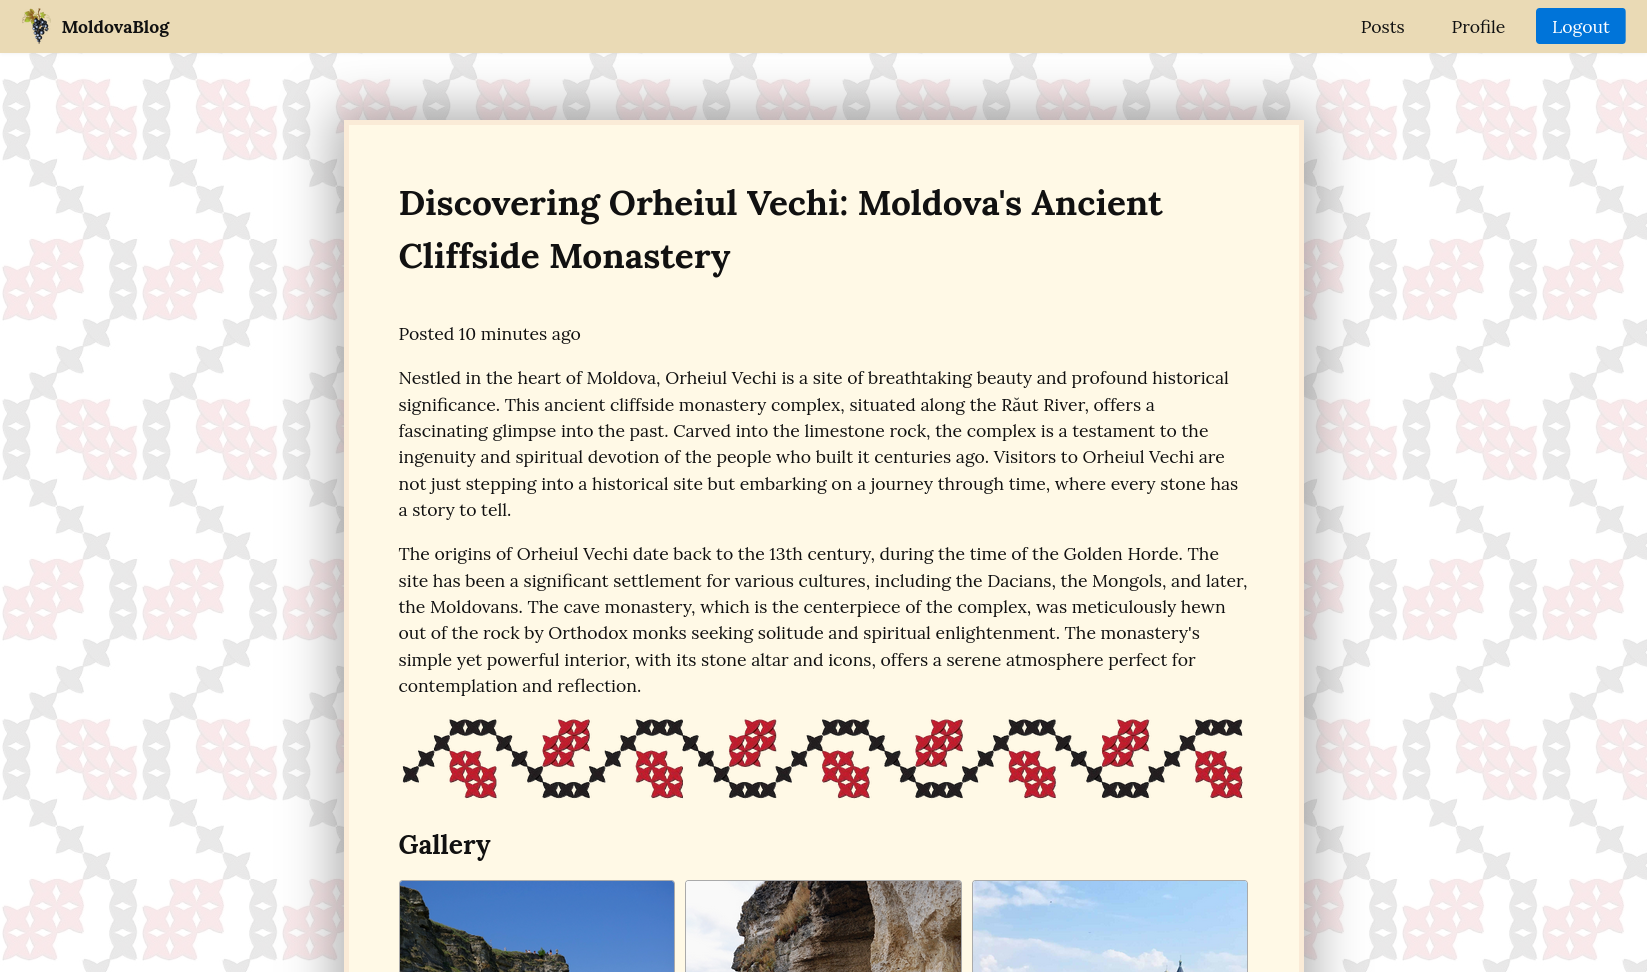 MoldovaBlog
Posts
Profile
Logout
Discovering Orheiul Vechi: Moldova's Ancient
Cliffside Monastery
Posted 10 minutes ago
Nestled in the heart of Moldova, Orheiul Vechi is a site of breathtaking beauty and profound historical
significance. This ancient cliffside monastery complex, situated along the Răut River, offers a
fascinating glimpse into the past. Carved into the limestone rock, the complex is a testament to the
ingenuity and spiritual devotion of the people who built it centuries ago. Visitors to Orheiul Vechi are
not just stepping into a historical site but embarking on a journey through time, where every stone has
a story to tell.
The origins of Orheiul Vechi date back to the 13th century, during the time of the Golden Horde. The
site has been a significant settlement for various cultures, including the Dacians, the Mongols, and later,
the Moldovans. The cave monastery, which is the centerpiece of the complex, was meticulously hewn
out of the rock by Orthodox monks seeking solitude and spiritual enlightenment. The monastery's
simple yet powerful interior, with its stone altar and icons, offers a serene atmosphere perfect for
contemplation and reflection.
Gallery